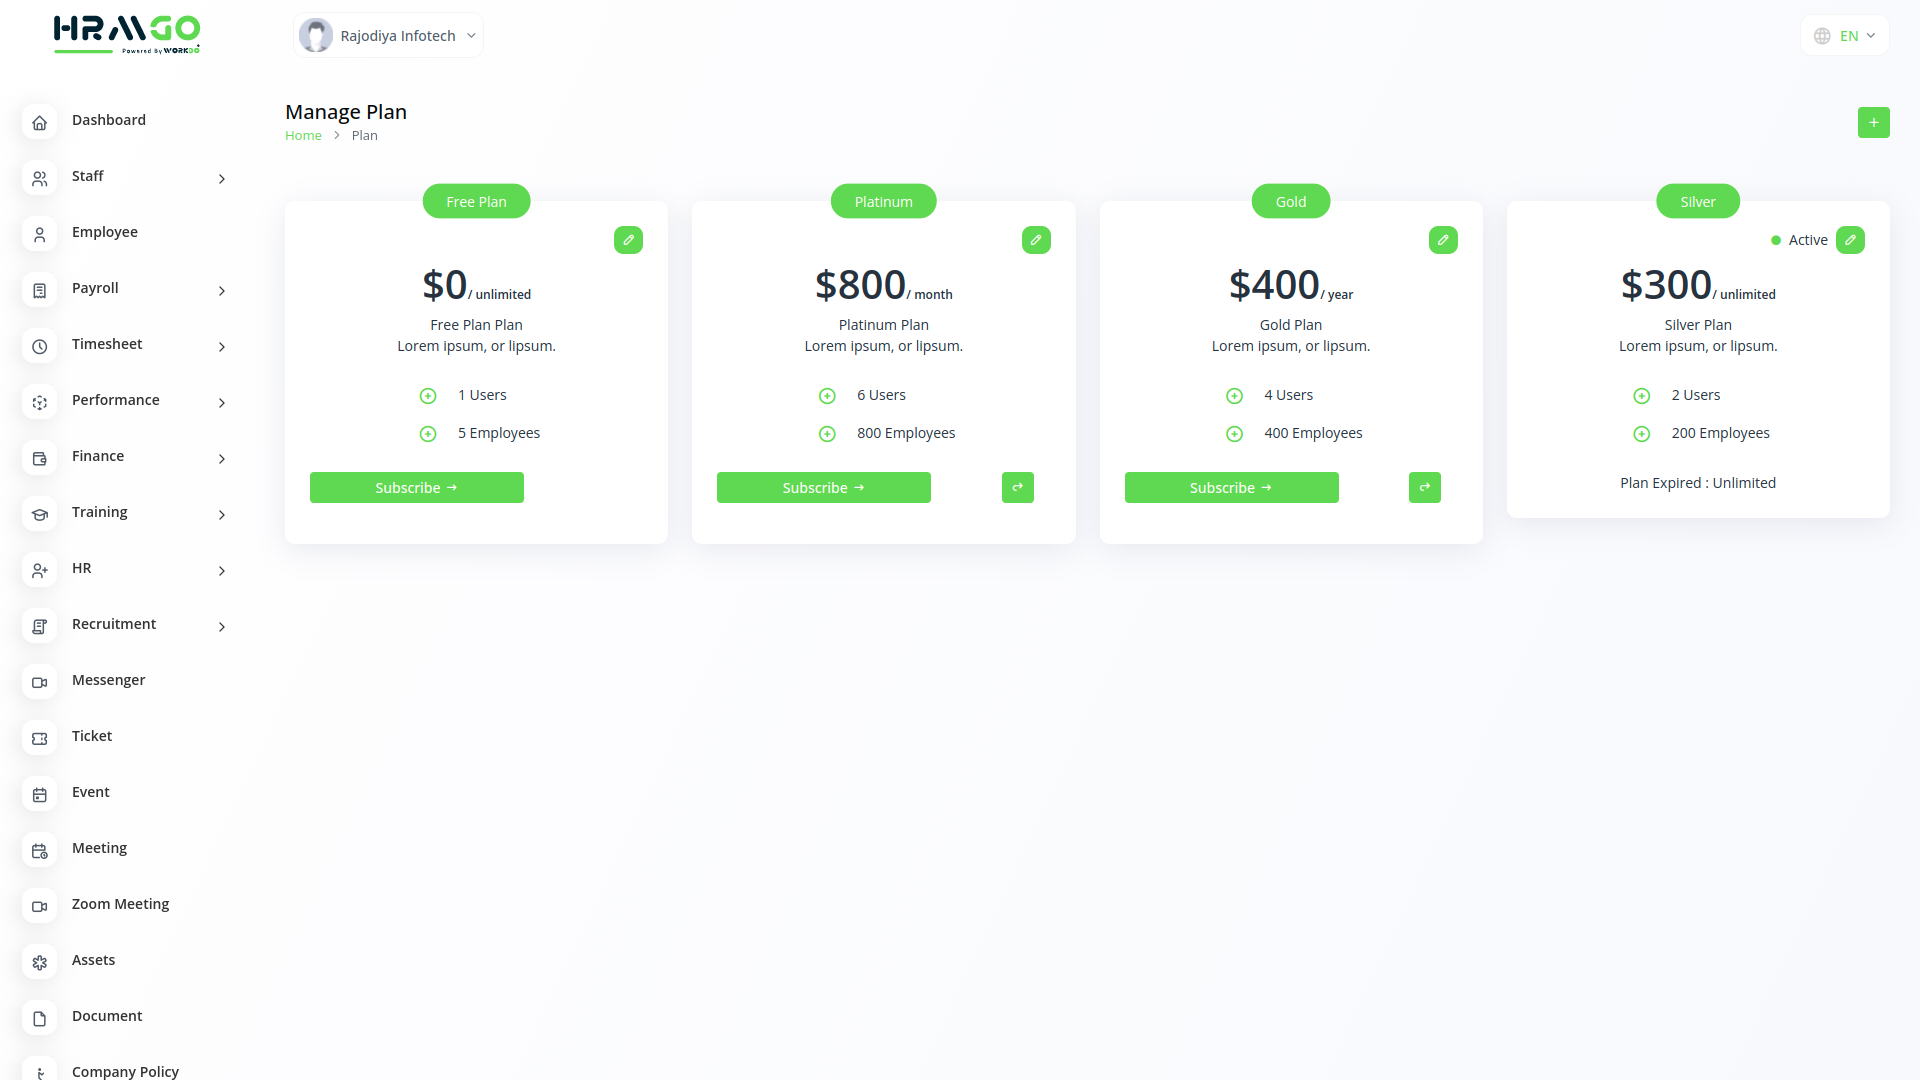 HRMGO
Powered By WORKDO
Rajodiya Infotech
EN
Dashboard
Staff
Employee
Payroll
Timesheet
Performance
Finance
Training
HR
Recruitment
Messenger
Ticket
Event
Meeting
Zoom Meeting
Assets
Document
Company Policy
Manage Plan
Home > Plan
Free Plan
$0/ unlimited
Free Plan Plan
Lorem ipsum, or lipsum.
1 Users
5 Employees
Subscribe →
Platinum
$800/ month
Platinum Plan
Lorem ipsum, or lipsum.
6 Users
800 Employees
Subscribe →
Gold
$400/ year
Gold Plan
Lorem ipsum, or lipsum.
4 Users
400 Employees
Subscribe →
Silver
Active
$300/ unlimited
Silver Plan
Lorem ipsum, or lipsum.
2 Users
200 Employees
Plan Expired : Unlimited